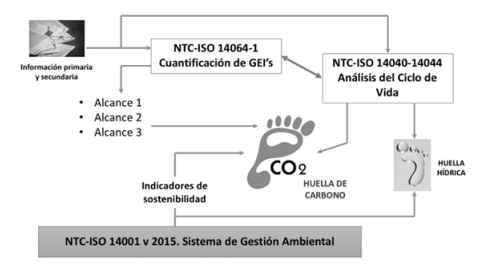 NTC-ISO 14064-1
Cuantificación de GEI’s
NTC-ISO 14040-14044
Análisis del Ciclo de
Vida
Información primaria
y secundaria
• Alcance 1
• Alcance 2
• Alcance 3
CO2
HUELLA DE
CARBONO
HUELLA
HÍDRICA
Indicadores de
sostenibilidad
NTC-ISO 14001 v 2015. Sistema de Gestión Ambiental